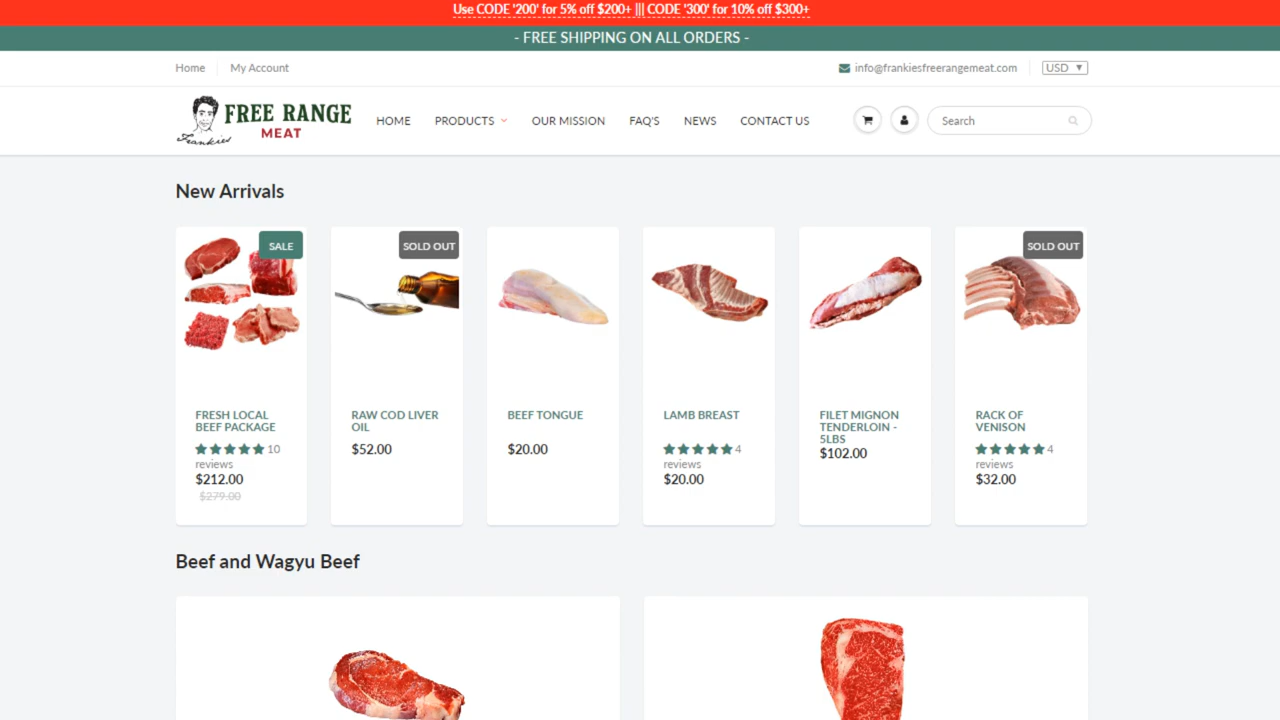 Use CODE '200' for 5% off $200+ ||| CODE '300' for 10% off $300+
- FREE SHIPPING ON ALL ORDERS -
Home
My Account
info@frankiesfreerangemeat.com
USD ▼
Frankies
FREE RANGE
MEAT
HOME
PRODUCTS
OUR MISSION
FAQ'S
NEWS
CONTACT US
Search
New Arrivals
SALE
FRESH LOCAL
BEEF PACKAGE
10
reviews
$212.00
$279.00
SOLD OUT
RAW COD LIVER
OIL
$52.00
BEEF TONGUE
$20.00
LAMB BREAST
4
reviews
$20.00
FILET MIGNON
TENDERLOIN -
5LBS
$102.00
SOLD OUT
RACK OF
VENISON
4
reviews
$32.00
Beef and Wagyu Beef